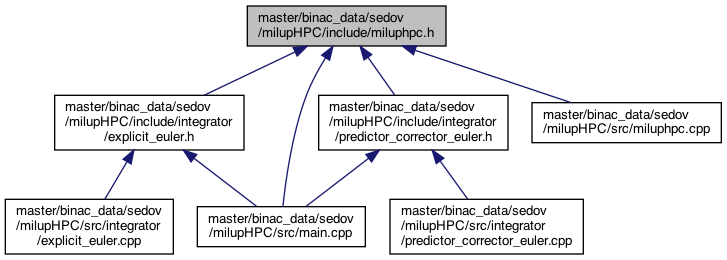 master/binac_data/sedov
/milupHPC/include/miluphpc.h
master/binac_data/sedov
/milupHPC/include/integrator
/explicit_euler.h
master/binac_data/sedov
/milupHPC/include/integrator
/predictor_corrector_euler.h
master/binac_data/sedov
/milupHPC/src/miluphpc.cpp
master/binac_data/sedov
/milupHPC/src/integrator
/explicit_euler.cpp
master/binac_data/sedov
/milupHPC/src/main.cpp
master/binac_data/sedov
/milupHPC/src/integrator
/predictor_corrector_euler.cpp